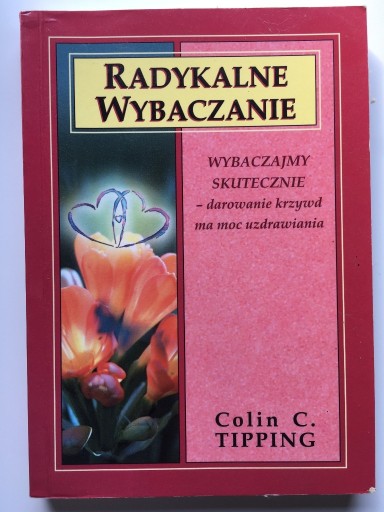 RADYKALNE
WYBACZANIE
WYBACZAJMY
SKUTECZNIE
– darowanie krzywd
ma moc uzdrawiania
Colin C.
TIPPING